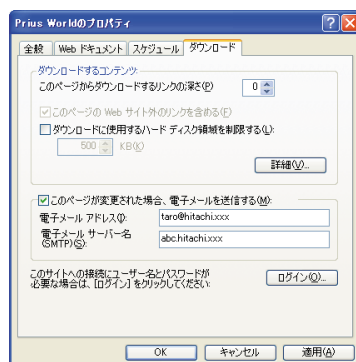 Prius Worldのプロパティ
全般 Web ドキュメント スケジュール ダウンロード
ダウンロードするコンテンツ:
このページからダウンロードするリンクの深さ(P) 0
このページの Web サイト外のリンクを含める(F)
ダウンロードに使用するハード ディスク領域を制限する(L):
500 KB(K)
詳細(V)...
このページが変更された場合、電子メールを送信する(M):
電子メール アドレス(I): taro@hitachi.xxx
電子メール サーバー名 (SMTP)(S): abc.hitachi.xxx
このサイトへの接続にユーザー名とパスワードが
必要な場合は、[ログイン] をクリックしてください: ログイン(O)...
OK キャンセル 適用(A)